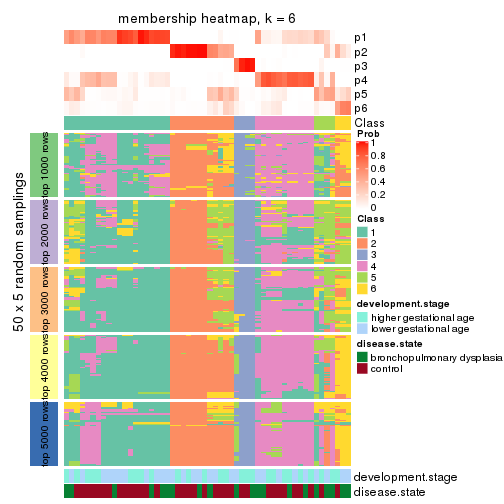 membership heatmap, k = 6
p1
p2
p3
p4
p5
p6
Class
Prob
1
0.8
0.6
0.4
0.2
0
Class
1
2
3
4
5
6
development.stage
higher gestational age
lower gestational age
disease.state
bronchopulmonary dysplasia
control
50 x 5 random samplings
top 1000 rows
top 2000 rows
top 3000 rows
top 4000 rows
top 5000 rows
development.stage
disease.state